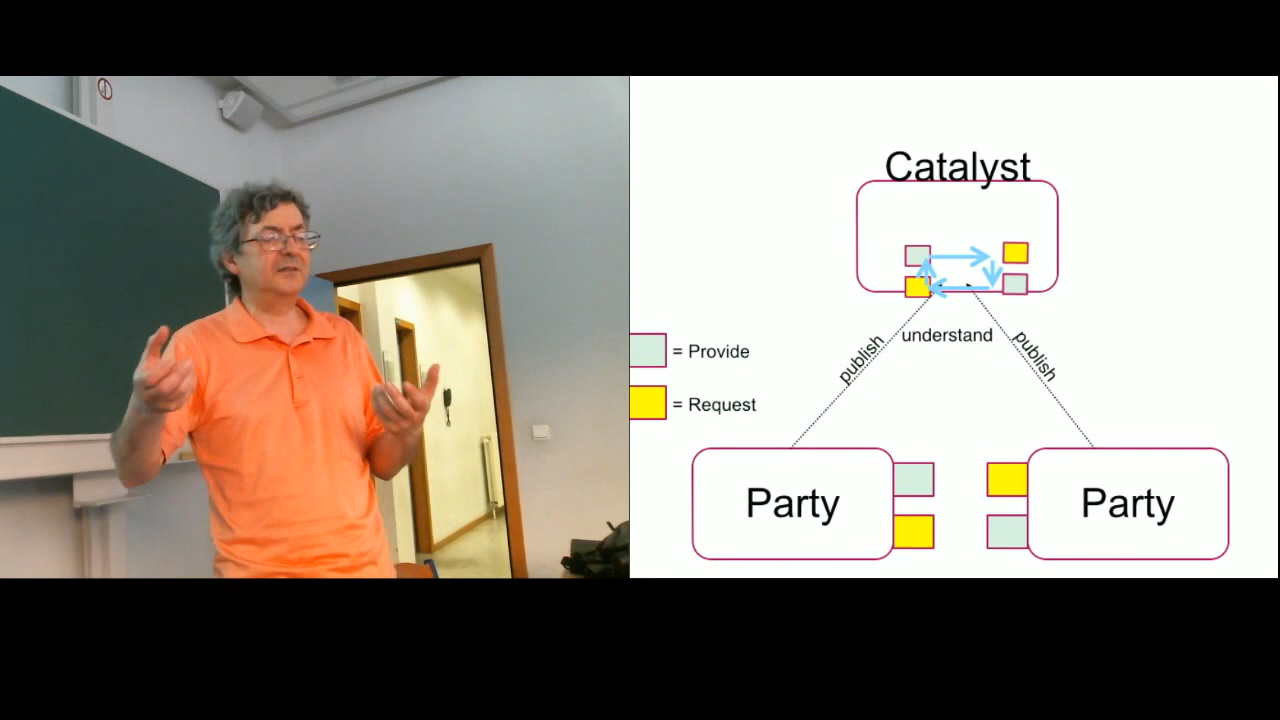 Catalyst
publish
understand
publish
= Provide
= Request
Party
Party